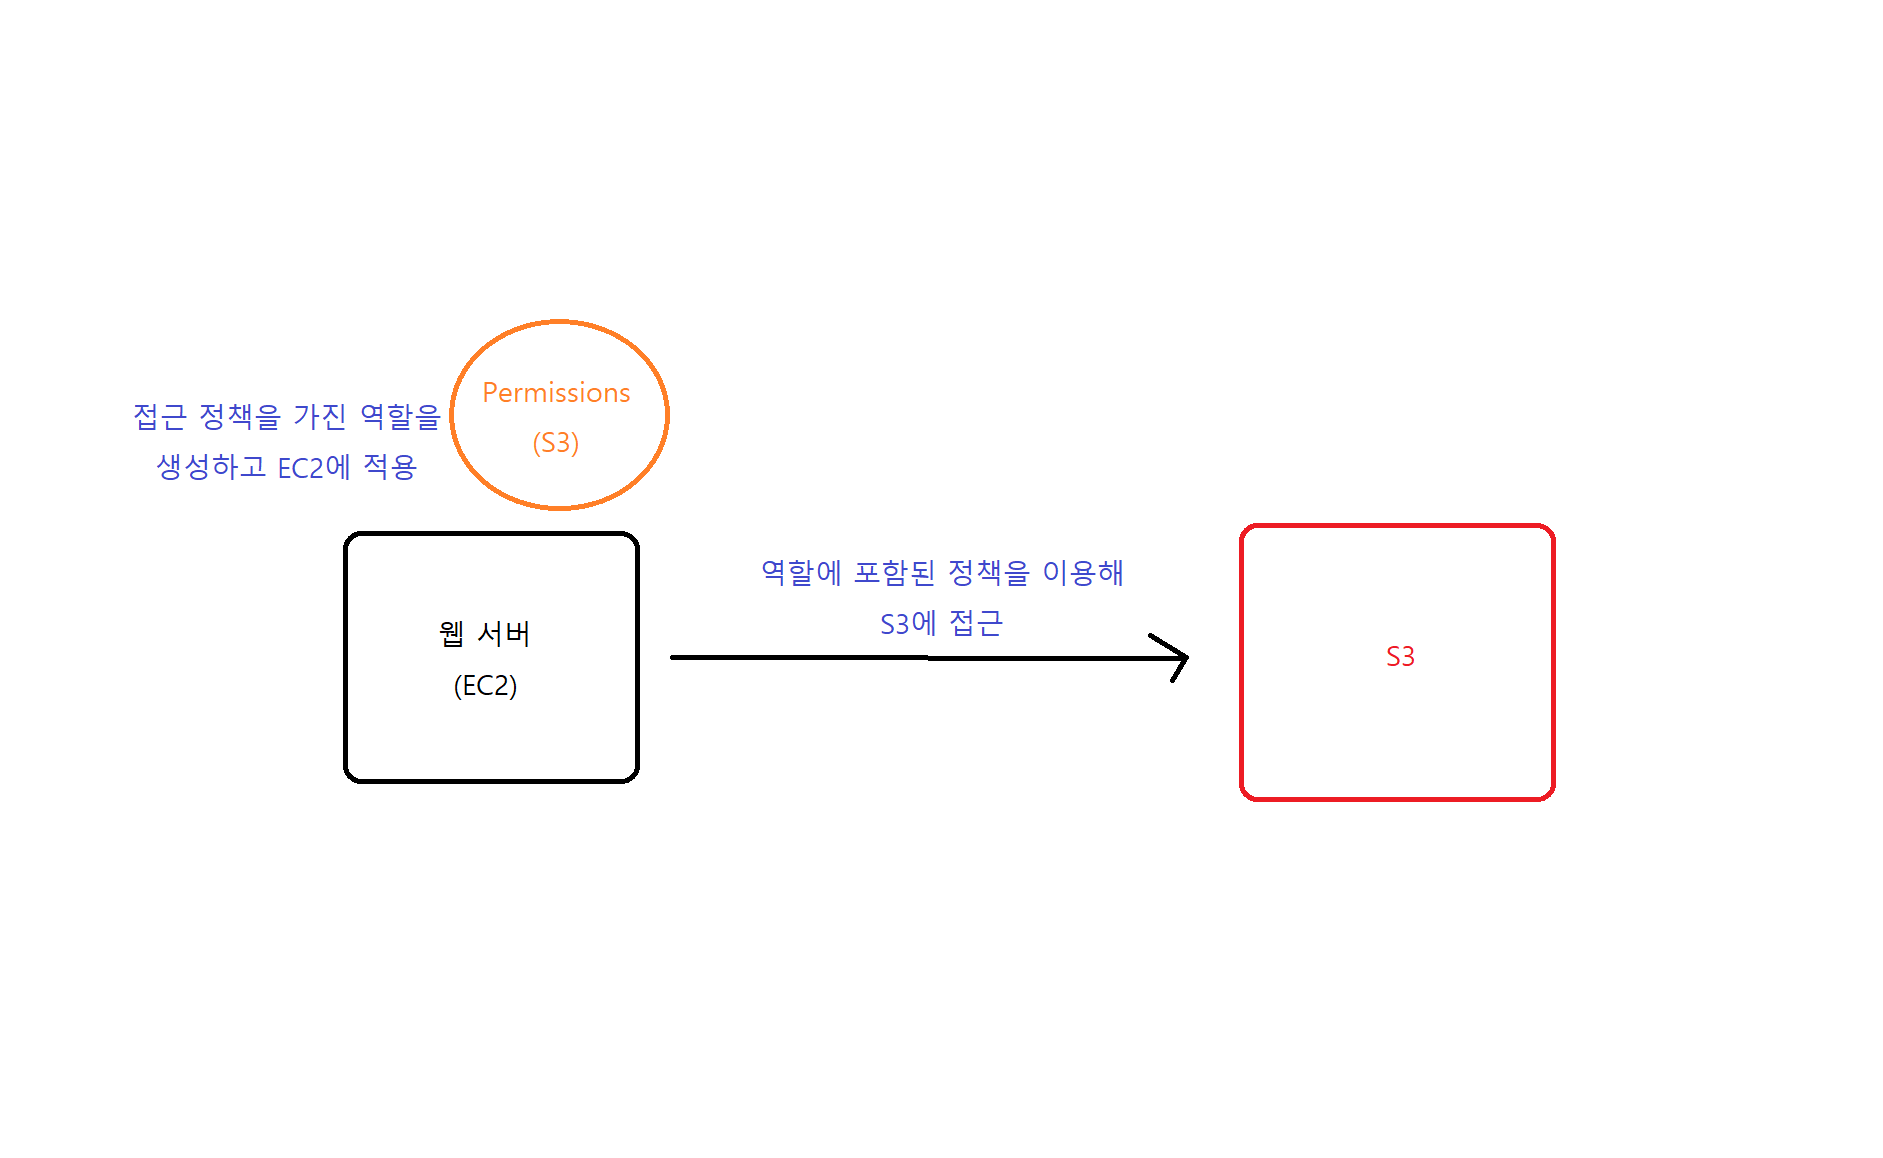 Permissions
(S3)
접근 정책을 가진 역할을
생성하고 EC2에 적용
역할에 포함된 정책을 이용해
S3에 접근
웹 서버
(EC2)
S3